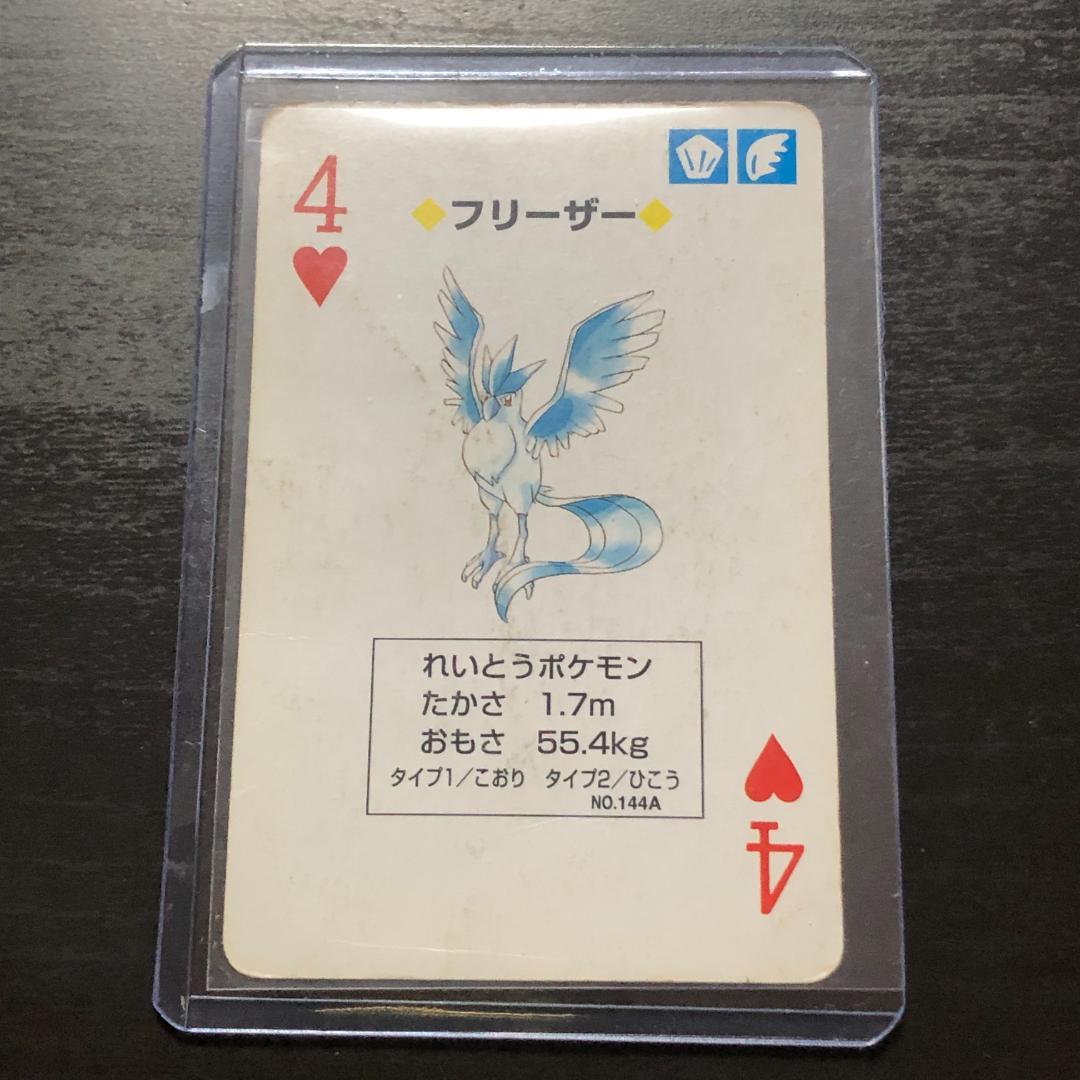 4
フリーザー
れいとうポケモン
たかさ 1.7m
おもさ 55.4kg
タイプ1/こおり タイプ2/ひこう
NO.144A
4